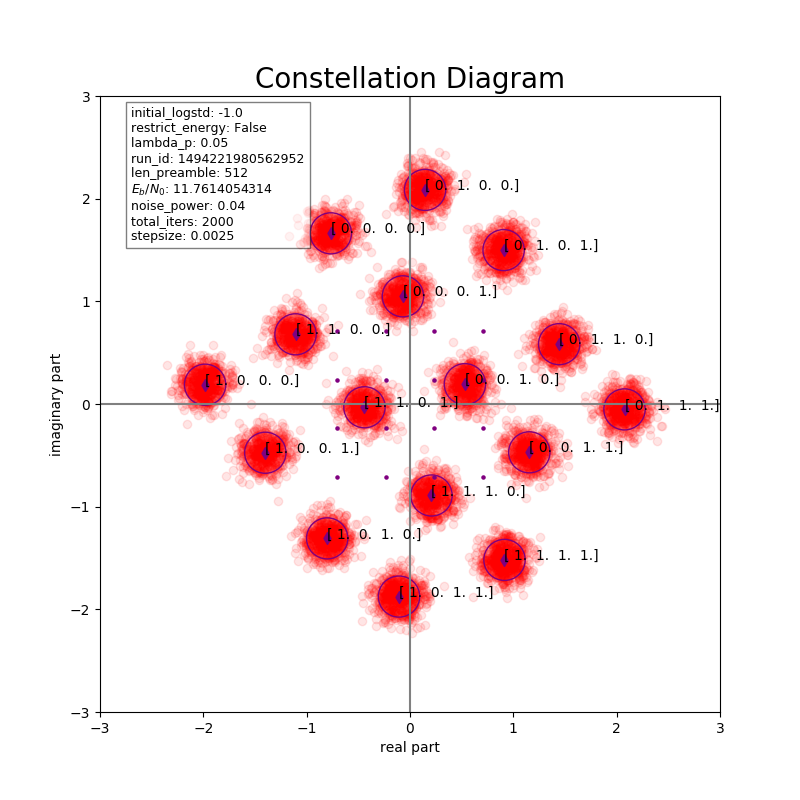 Constellation Diagram
initial_logstd: -1.0
restrict_energy: False
lambda_p: 0.05
run_id: 1494221980562952
len_preamble: 512
E_b/N_0: 11.7614054314
noise_power: 0.04
total_iters: 2000
stepsize: 0.0025
3
2
1
0
−1
−2
−3
imaginary part
[ 0. 1. 0. 0.]
[ 0. 0. 0. 0.]
[ 0. 1. 0. 1.]
[ 0. 0. 0. 1.]
[ 1. 1. 0. 0.]
[ 0. 1. 1. 0.]
[ 1. 0. 0. 0.]
[ 0. 0. 1. 0.]
[ 1. 1. 0. 1.]
[ 0. 1. 1. 1.]
[ 1. 0. 0. 1.]
[ 0. 0. 1. 1.]
[ 1. 1. 1. 0.]
[ 1. 0. 1. 0.]
[ 1. 1. 1. 1.]
[ 1. 0. 1. 1.]
−3 −2 −1 0 1 2 3
real part